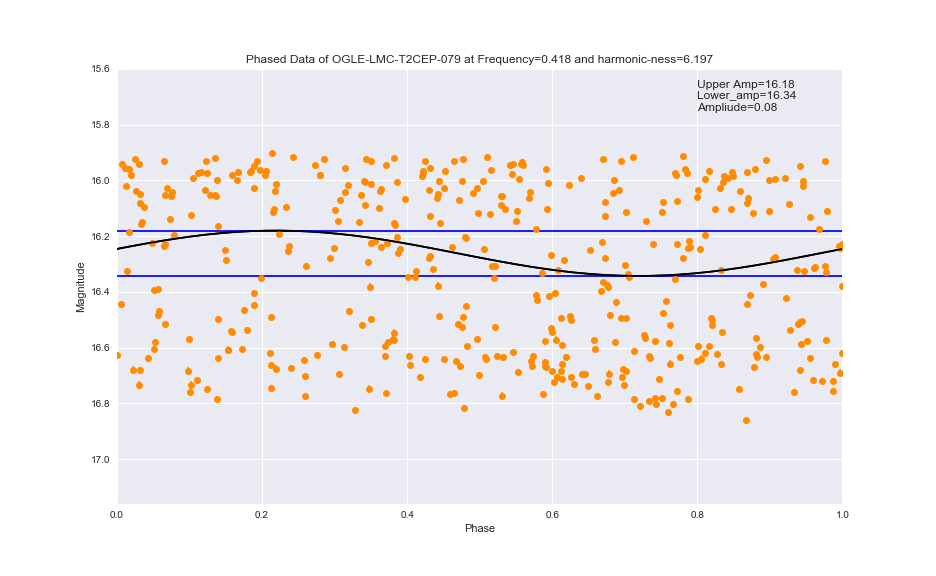 Phased Data of OGLE-LMC-T2CEP-079 at Frequency=0.418 and harmonic-ness=6.197
Upper Amp=16.18
Lower_amp=16.34
Ampliude=0.08
15.6
15.8
16.0
16.2
16.4
16.6
16.8
17.0
Magnitude
0.0 0.2 0.4 0.6 0.8 1.0
Phase